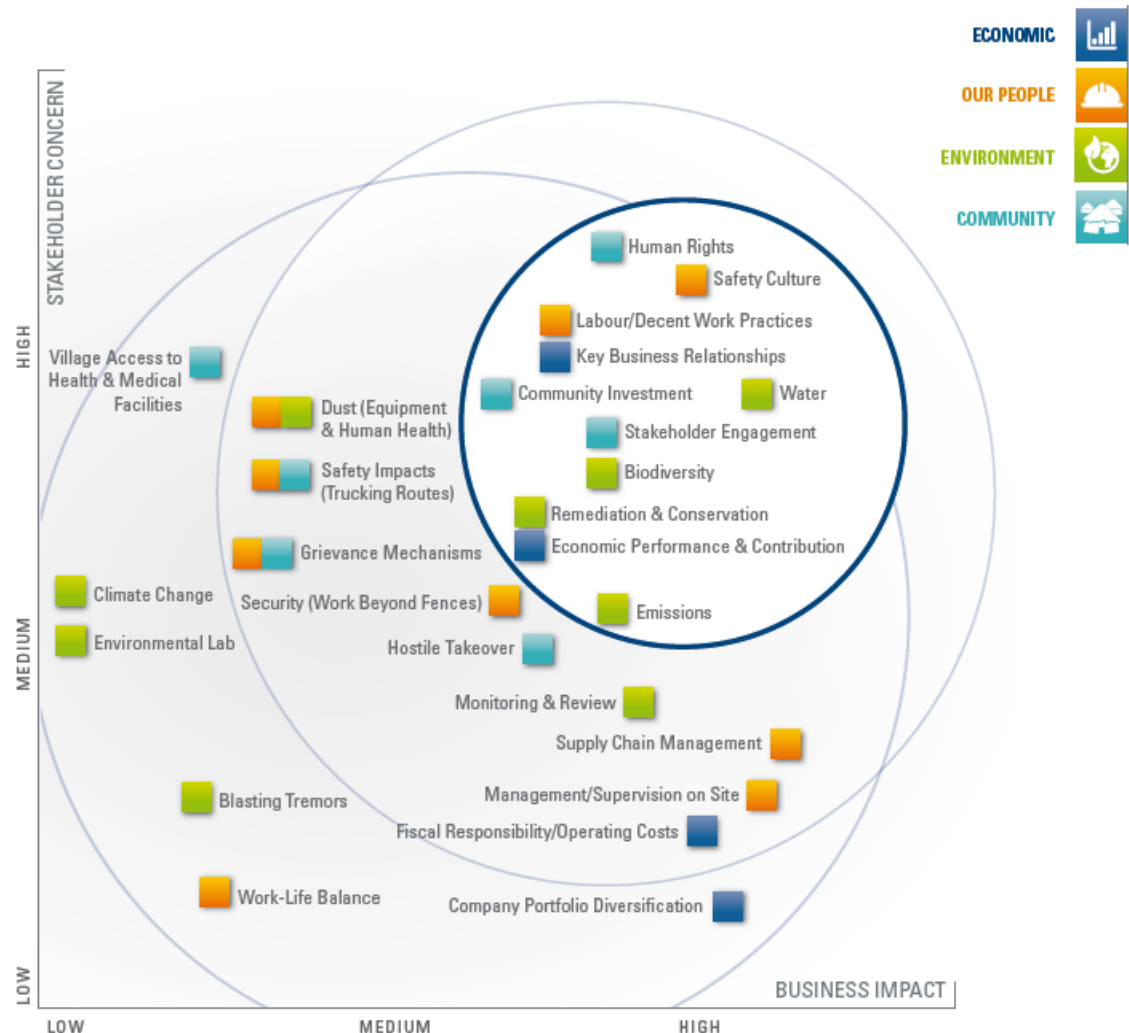 ECONOMIC
OUR PEOPLE
ENVIRONMENT
COMMUNITY
STAKEHOLDER CONCERN
HIGH
MEDIUM
LOW
Human Rights
Safety Culture
Labour/Decent Work Practices
Village Access to
Health & Medical
Facilities
Key Business Relationships
Community Investment
Water
Dust (Equipment
& Human Health)
Stakeholder Engagement
Safety Impacts
(Trucking Routes)
Biodiversity
Remediation & Conservation
Grievance Mechanisms
Economic Performance & Contribution
Climate Change
Security (Work Beyond Fences)
Emissions
Environmental Lab
Hostile Takeover
Monitoring & Review
Supply Chain Management
Blasting Tremors
Management/Supervision on Site
Fiscal Responsibility/Operating Costs
Work-Life Balance
Company Portfolio Diversification
BUSINESS IMPACT
LOW
MEDIUM
HIGH